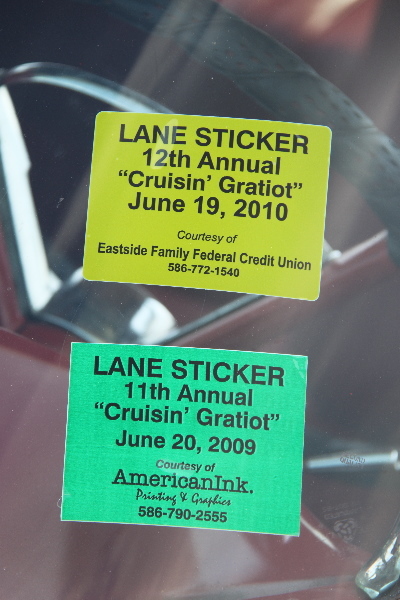 LANE STICKER
12th Annual
“Cruisin’ Gratiot”
June 19, 2010
Courtesy of
Eastside Family Federal Credit Union
586-772-1540
LANE STICKER
11th Annual
“Cruisin’ Gratiot”
June 20, 2009
Courtesy of
AmericanInk.
Printing & Graphics
586-790-2555